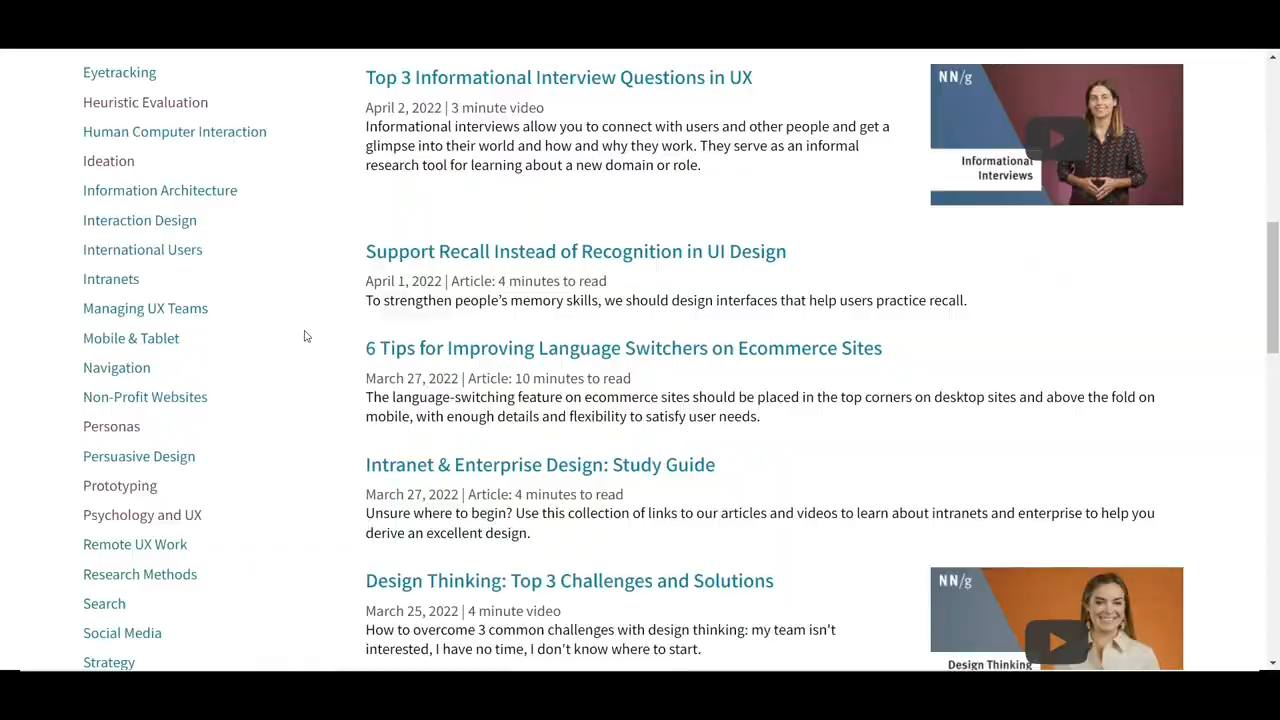 Eyetracking
Heuristic Evaluation
Human Computer Interaction
Ideation
Information Architecture
Interaction Design
International Users
Intranets
Managing UX Teams
Mobile & Tablet
Navigation
Non-Profit Websites
Personas
Persuasive Design
Prototyping
Psychology and UX
Remote UX Work
Research Methods
Search
Social Media
Strategy
Top 3 Informational Interview Questions in UX
April 2, 2022 | 3 minute video
Informational interviews allow you to connect with users and other people and get a
glimpse into their world and how and why they work. They serve as an informal
research tool for learning about a new domain or role.
NN/g
Informational
Interviews
Support Recall Instead of Recognition in UI Design
April 1, 2022 | Article: 4 minutes to read
To strengthen people's memory skills, we should design interfaces that help users practice recall.
6 Tips for Improving Language Switchers on Ecommerce Sites
March 27, 2022 | Article: 10 minutes to read
The language-switching feature on ecommerce sites should be placed in the top corners on desktop sites and above the fold on
mobile, with enough details and flexibility to satisfy user needs.
Intranet & Enterprise Design: Study Guide
March 27, 2022 | Article: 4 minutes to read
Unsure where to begin? Use this collection of links to our articles and videos to learn about intranets and enterprise to help you
derive an excellent design.
Design Thinking: Top 3 Challenges and Solutions
March 25, 2022 | 4 minute video
How to overcome 3 common challenges with design thinking: my team isn't
interested, I have no time, I don't know where to start.
NN/g
Design Thinking